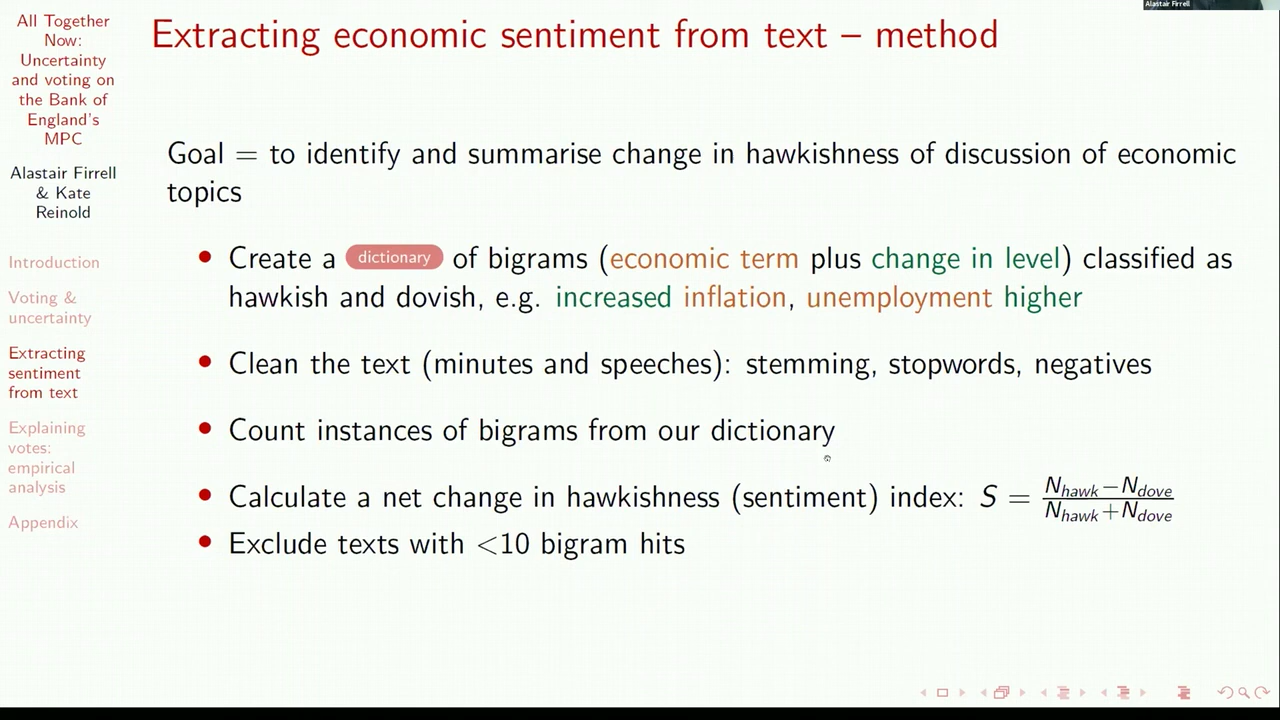 Alastair Firrell
All Together
Now:
Uncertainty
and voting on
the Bank of
England's
MPC
Alastair Firrell
& Kate
Reinold
Introduction
Voting &
uncertainty
Extracting
sentiment
from text
Explaining
votes:
empirical
analysis
Appendix
Extracting economic sentiment from text – method
Goal = to identify and summarise change in hawkishness of discussion of economic
topics
• Create a dictionary of bigrams (economic term plus change in level) classified as
hawkish and dovish, e.g. increased inflation, unemployment higher
• Clean the text (minutes and speeches): stemming, stopwords, negatives
• Count instances of bigrams from our dictionary
• Calculate a net change in hawkishness (sentiment) index: S = (N_hawk − N_dove) / (N_hawk + N_dove)
• Exclude texts with <10 bigram hits